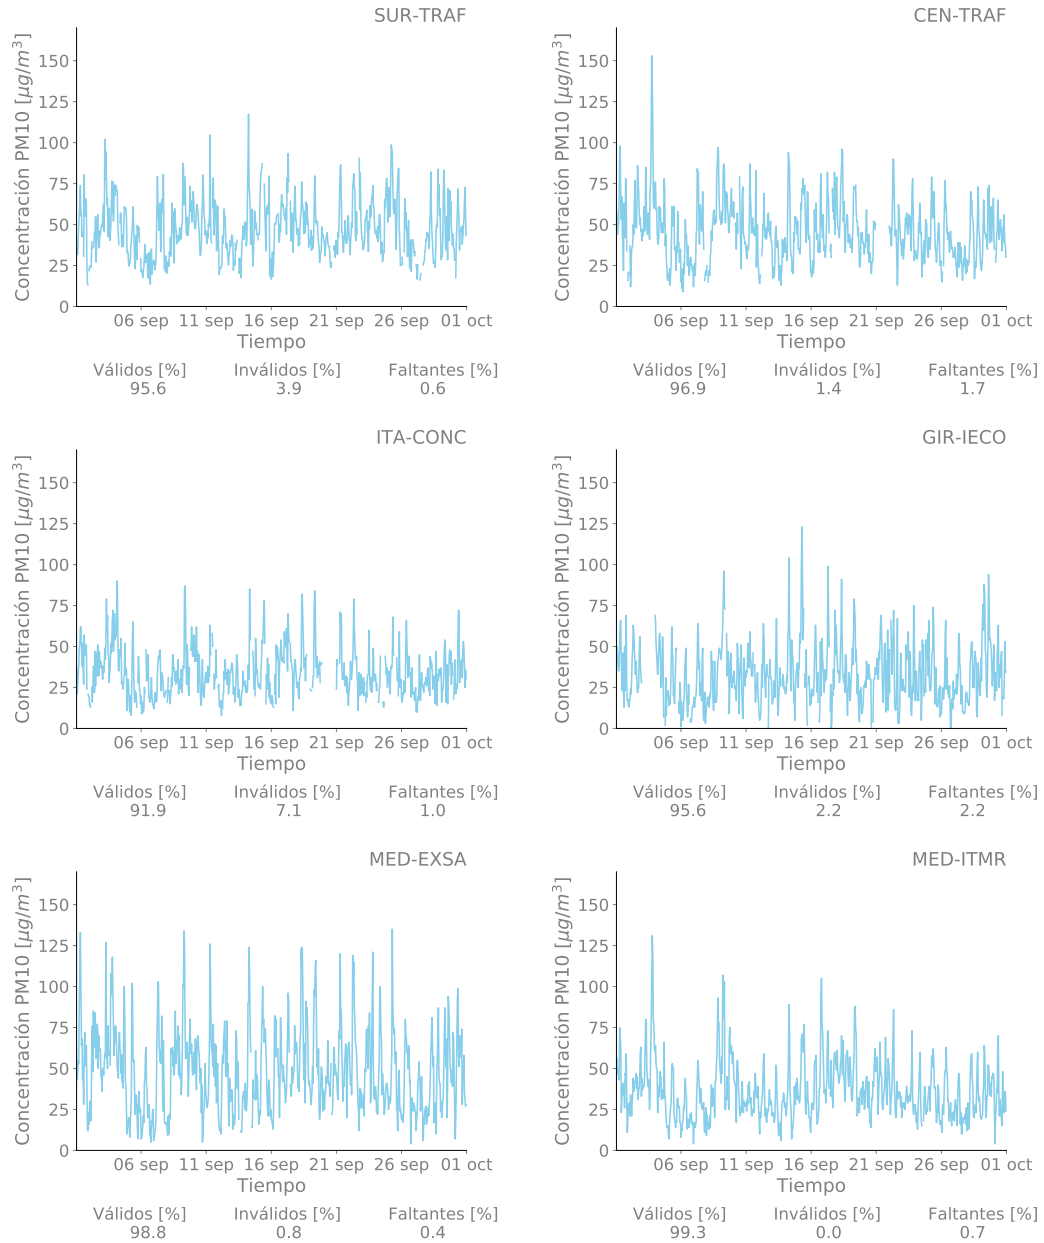 SUR-TRAF
Concentración PM10 [µg/m³]
150
125
100
75
50
25
0
06 sep 11 sep 16 sep 21 sep 26 sep 01 oct
Tiempo
Válidos [%] Inválidos [%] Faltantes [%]
95.6 3.9 0.6
CEN-TRAF
Concentración PM10 [µg/m³]
150
125
100
75
50
25
0
06 sep 11 sep 16 sep 21 sep 26 sep 01 oct
Tiempo
Válidos [%] Inválidos [%] Faltantes [%]
96.9 1.4 1.7
ITA-CONC
Concentración PM10 [µg/m³]
150
125
100
75
50
25
0
06 sep 11 sep 16 sep 21 sep 26 sep 01 oct
Tiempo
Válidos [%] Inválidos [%] Faltantes [%]
91.9 7.1 1.0
GIR-IECO
Concentración PM10 [µg/m³]
150
125
100
75
50
25
0
06 sep 11 sep 16 sep 21 sep 26 sep 01 oct
Tiempo
Válidos [%] Inválidos [%] Faltantes [%]
95.6 2.2 2.2
MED-EXSA
Concentración PM10 [µg/m³]
150
125
100
75
50
25
0
06 sep 11 sep 16 sep 21 sep 26 sep 01 oct
Tiempo
Válidos [%] Inválidos [%] Faltantes [%]
98.8 0.8 0.4
MED-ITMR
Concentración PM10 [µg/m³]
150
125
100
75
50
25
0
06 sep 11 sep 16 sep 21 sep 26 sep 01 oct
Tiempo
Válidos [%] Inválidos [%] Faltantes [%]
99.3 0.0 0.7